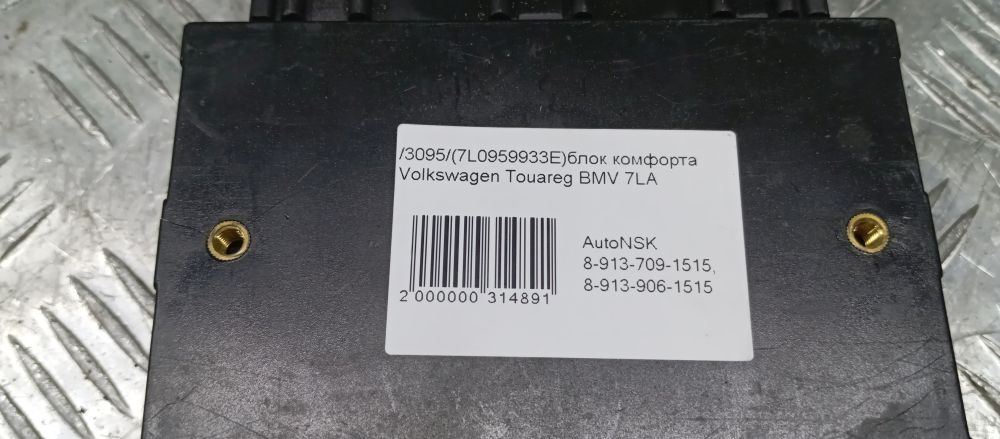 /3095/(7L0959933E)блок комфорта
Volkswagen Touareg BMV 7LA
AutoNSK
8-913-709-1515,
8-913-906-1515
2 000000 314891